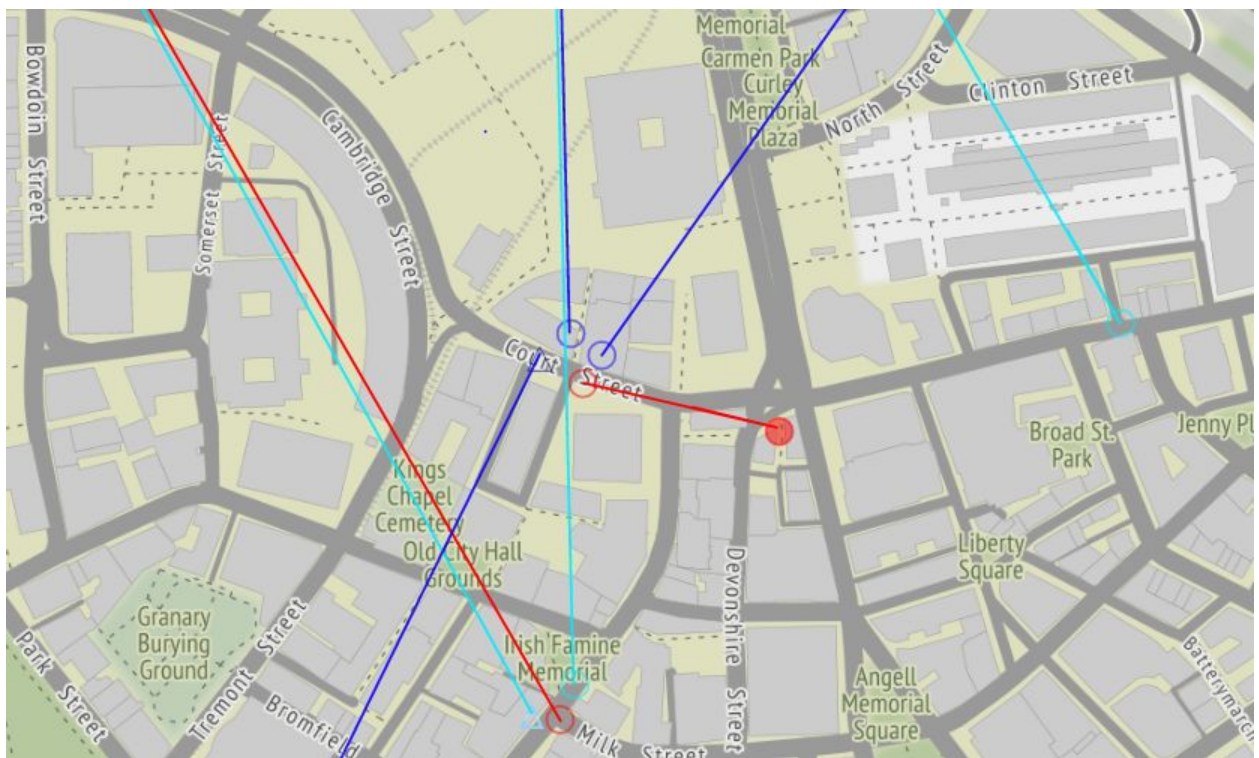 Memorial
Carmen Park
Curley
Memorial
Plaza
North Street
Clinton Street
Bowdoin Street
Cambridge Street
Somerset Street
Court Street
Kings
Chapel
Cemetery
Old City Hall
Grounds
Broad St.
Park
Jenny Pl
Liberty
Square
Granary
Burying
Ground
Tremont Street
Park Street
Bromfield
Irish Famine
Memorial
Milk Street
Devonshire Street
Angell
Memorial
Square
Batterymarch